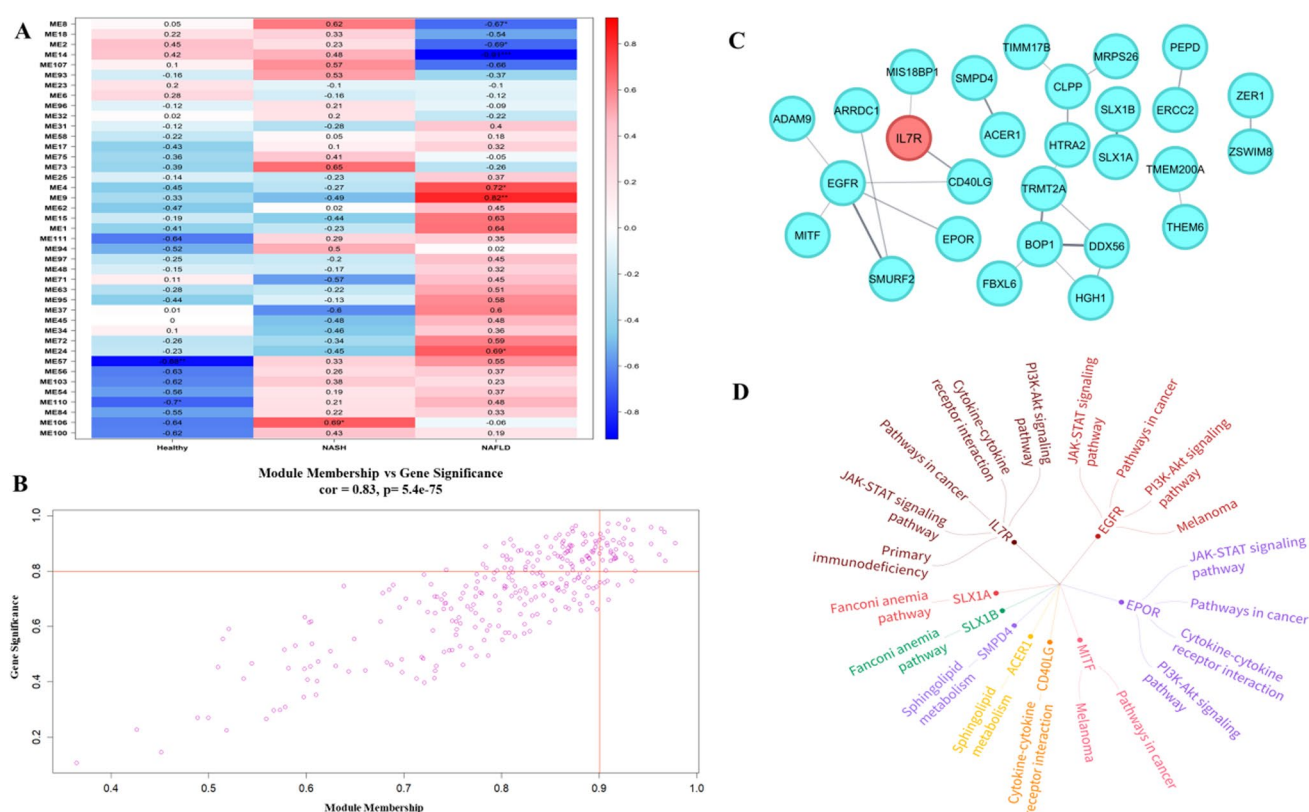 A
ME8 0.05 0.62 -0.67*
ME18 0.22 0.33 -0.54
ME2 0.45 0.23 -0.69*
ME14 0.42 0.48
ME107 0.1 0.57 -0.66
ME93 -0.16 0.53 -0.37
ME23 0.2 -0.1 -0.1
ME6 0.28 -0.16 -0.12
ME96 -0.12 0.21 -0.09
ME32 0.02 0.2 -0.22
ME31 -0.12 -0.28 0.4
ME58 -0.22 0.05 0.18
ME17 -0.43 0.1 0.32
ME75 -0.36 0.41 -0.05
ME73 -0.39 0.65 -0.26
ME25 -0.14 -0.23 0.37
ME4 -0.45 -0.27 0.72*
ME9 -0.33 -0.49 0.82**
ME62 -0.47 0.02 0.45
ME15 -0.19 -0.44 0.63
ME1 -0.41 -0.23 0.64
ME111 -0.64 0.29 0.35
ME94 -0.52 0.5 0.02
ME97 -0.25 -0.2 0.45
ME48 -0.15 -0.17 0.32
ME71 0.11 -0.57 0.45
ME63 -0.28 -0.22 0.51
ME95 -0.44 -0.13 0.58
ME37 0.01 -0.6 0.6
ME45 0 -0.48 0.48
ME34 0.1 -0.46 0.36
ME72 -0.26 -0.34 0.59
ME24 -0.23 -0.45 0.69*
ME57 0.33 0.55
ME56 -0.63 0.26 0.37
ME103 -0.62 0.38 0.23
ME54 -0.56 0.19 0.37
ME110 -0.7* 0.21 0.48
ME84 -0.55 0.22 0.33
ME106 -0.64 0.69* -0.06
ME100 -0.62 0.43 0.19
Healthy NASH NAFLD
0.8
0.6
0.4
0.2
0
-0.2
-0.4
-0.6
-0.8
B
Module Membership vs Gene Significance
cor = 0.83, p= 5.4e-75
Gene Significance
1.0
0.8
0.6
0.4
0.2
0.4 0.5 0.6 0.7 0.8 0.9 1.0
Module Membership
C
TIMM17B
MRPS26
PEPD
MIS18BP1
SMPD4
CLPP
ZER1
ARRDC1
SLX1B
ERCC2
ADAM9
IL7R
ACER1
HTRA2
SLX1A
ZSWIM8
TMEM200A
EGFR
CD40LG
TRMT2A
THEM6
MITF
EPOR
BOP1
DDX56
SMURF2
FBXL6
HGH1
D
Primary
immunodeficiency
JAK-STAT signaling
pathway
Pathways in cancer
Cytokine-cytokine
receptor interaction
PI3K-Akt signaling
pathway
IL7R
JAK-STAT signaling
pathway
Pathways in cancer
PI3K-Akt signaling
pathway
Melanoma
EGFR
JAK-STAT signaling
pathway
Pathways in cancer
Cytokine-cytokine
receptor interaction
PI3K-Akt signaling
pathway
EPOR
Pathways in cancer
Melanoma
MITF
Cytokine-cytokine
receptor interaction
CD40LG
Sphingolipid
metabolism
ACER1
Sphingolipid
metabolism
SMPD4
Fanconi anemia
pathway
SLX1B
Fanconi anemia
pathway
SLX1A